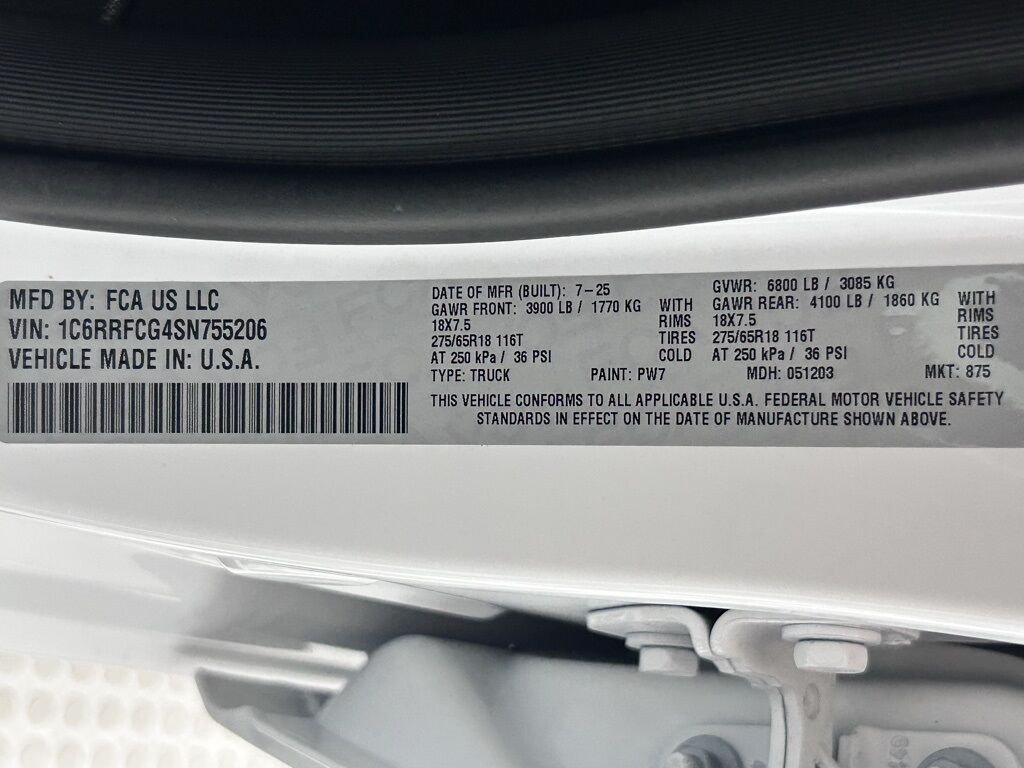 MFD BY: FCA US LLC
VIN: 1C6RRFCG4SN755206
VEHICLE MADE IN: U.S.A.
DATE OF MFR (BUILT): 7-25
GAWR FRONT: 3900 LB / 1770 KG WITH
18X7.5 RIMS
275/65R18 116T TIRES
AT 250 kPa / 36 PSI COLD
GVWR: 6800 LB / 3085 KG
GAWR REAR: 4100 LB / 1860 KG WITH
18X7.5 RIMS
275/65R18 116T TIRES
AT 250 kPa / 36 PSI COLD
TYPE: TRUCK PAINT: PW7 MDH: 051203 MKT: 875
THIS VEHICLE CONFORMS TO ALL APPLICABLE U.S.A. FEDERAL MOTOR VEHICLE SAFETY
STANDARDS IN EFFECT ON THE DATE OF MANUFACTURE SHOWN ABOVE.